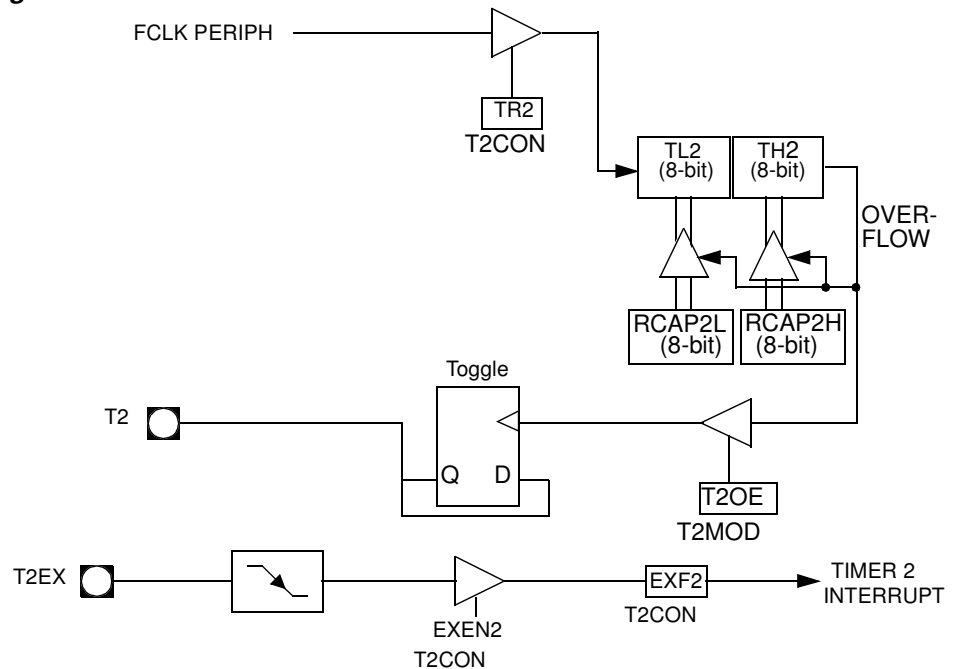 g
FCLK PERIPH
TR2
T2CON
TL2
(8-bit)
TH2
(8-bit)
OVER-
FLOW
RCAP2L
(8-bit)
RCAP2H
(8-bit)
Toggle
T2
Q D
T2OE
T2MOD
T2EX
EXEN2
T2CON
EXF2
T2CON
TIMER 2
INTERRUPT